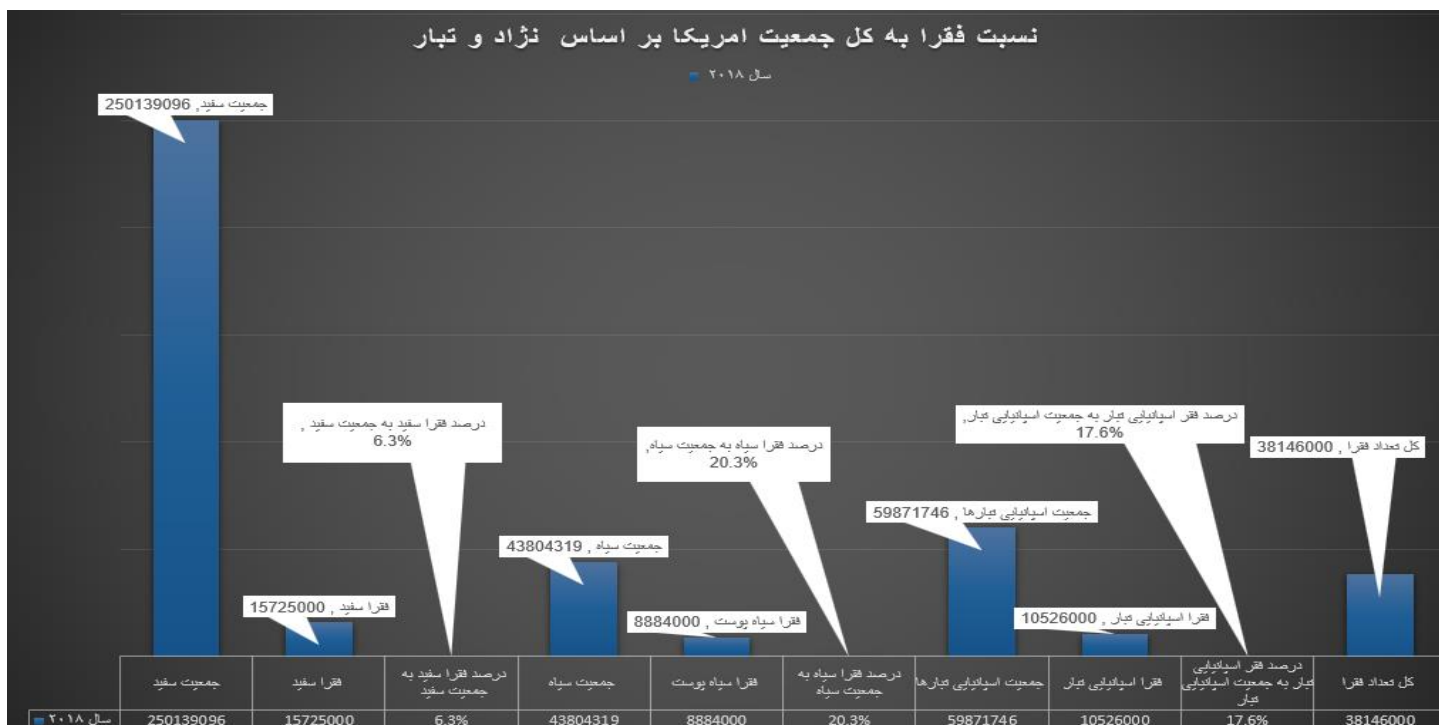 نسبت فقرا به کل جمعیت امریکا بر اساس نژاد و تبار
سال ۲۰۱۸
جمعیت سفید, 250139096
فقرا سفید , 15725000
درصد فقرا سفید به جمعیت سفید ,
6.3%
جمعیت سیاه , 43804319
فقرا سیاه پوست , 8884000
درصد فقرا سیاه به جمعیت سیاه,
20.3%
جمعیت اسپانیایی تبارها , 59871746
فقرا اسپانیایی تبار , 10526000
درصد فقر اسپانیایی تبار به جمعیت اسپانیایی تبار,
17.6%
کل تعداد فقرا , 38146000
جمعیت سفید
فقرا سفید
درصد فقرا سفید به
جمعیت سفید
جمعیت سیاه
فقرا سیاه پوست
درصد فقرا سیاه به
جمعیت سیاه
جمعیت اسپانیایی تبارها
فقرا اسپانیایی تبار
درصد فقر اسپانیایی
تبار به جمعیت اسپانیایی
تبار
کل تعداد فقرا
سال ۲۰۱۸
250139096
15725000
6.3%
43804319
8884000
20.3%
59871746
10526000
17.6%
38146000